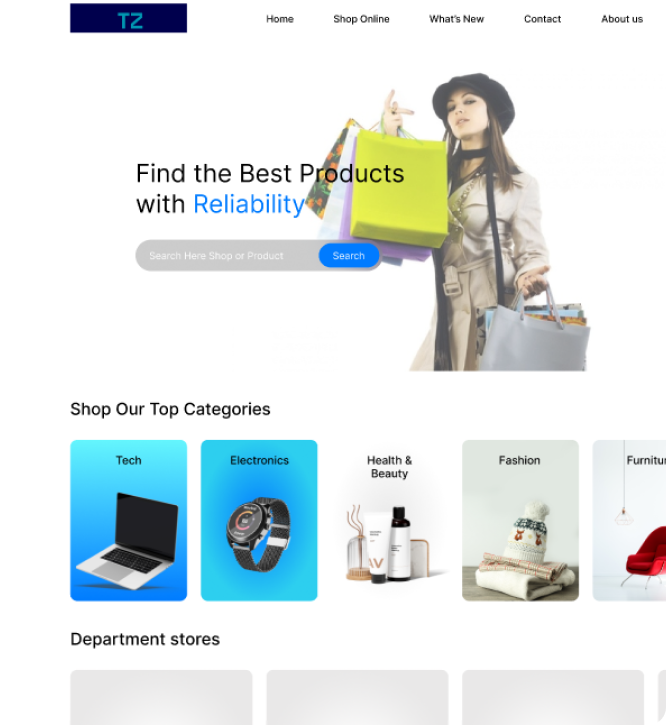 TZ
Home Shop Online What's New Contact About us
Find the Best Products
with Reliability
Search Here Shop or Product Search
Shop Our Top Categories
Tech Electronics Health & Fashion Furnitur
Beauty
Department stores